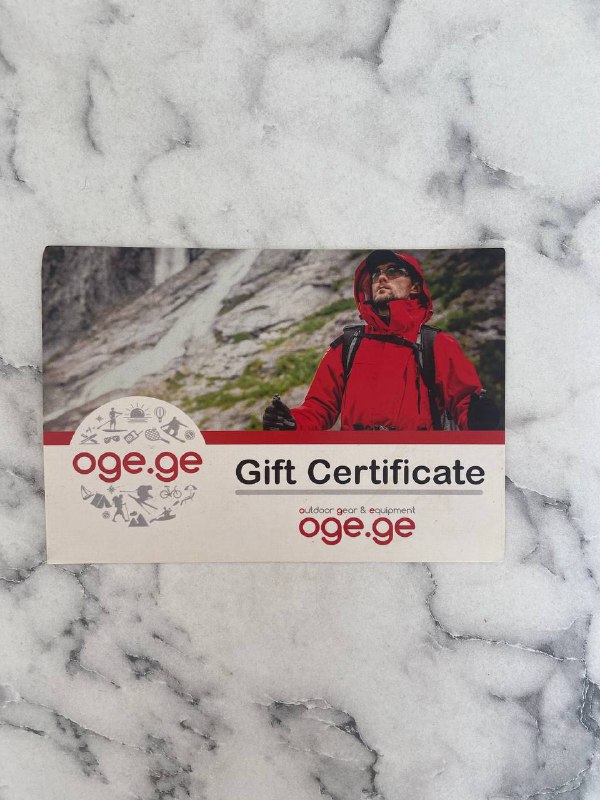 oge.ge
Gift Certificate
outdoor gear & equipment
oge.ge